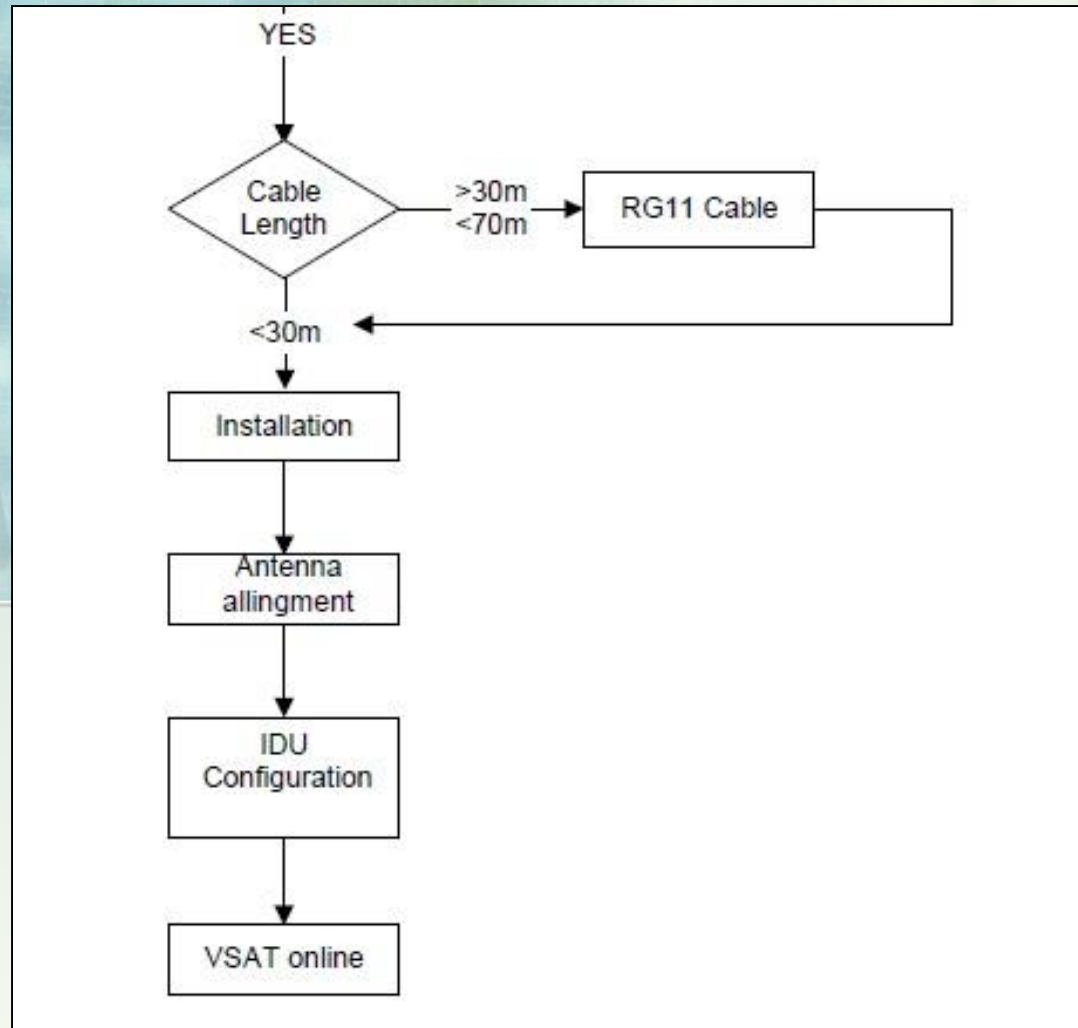 YES
Cable
Length
>30m
<70m
RG11 Cable
<30m
Installation
Antenna
allingment
IDU
Configuration
VSAT online